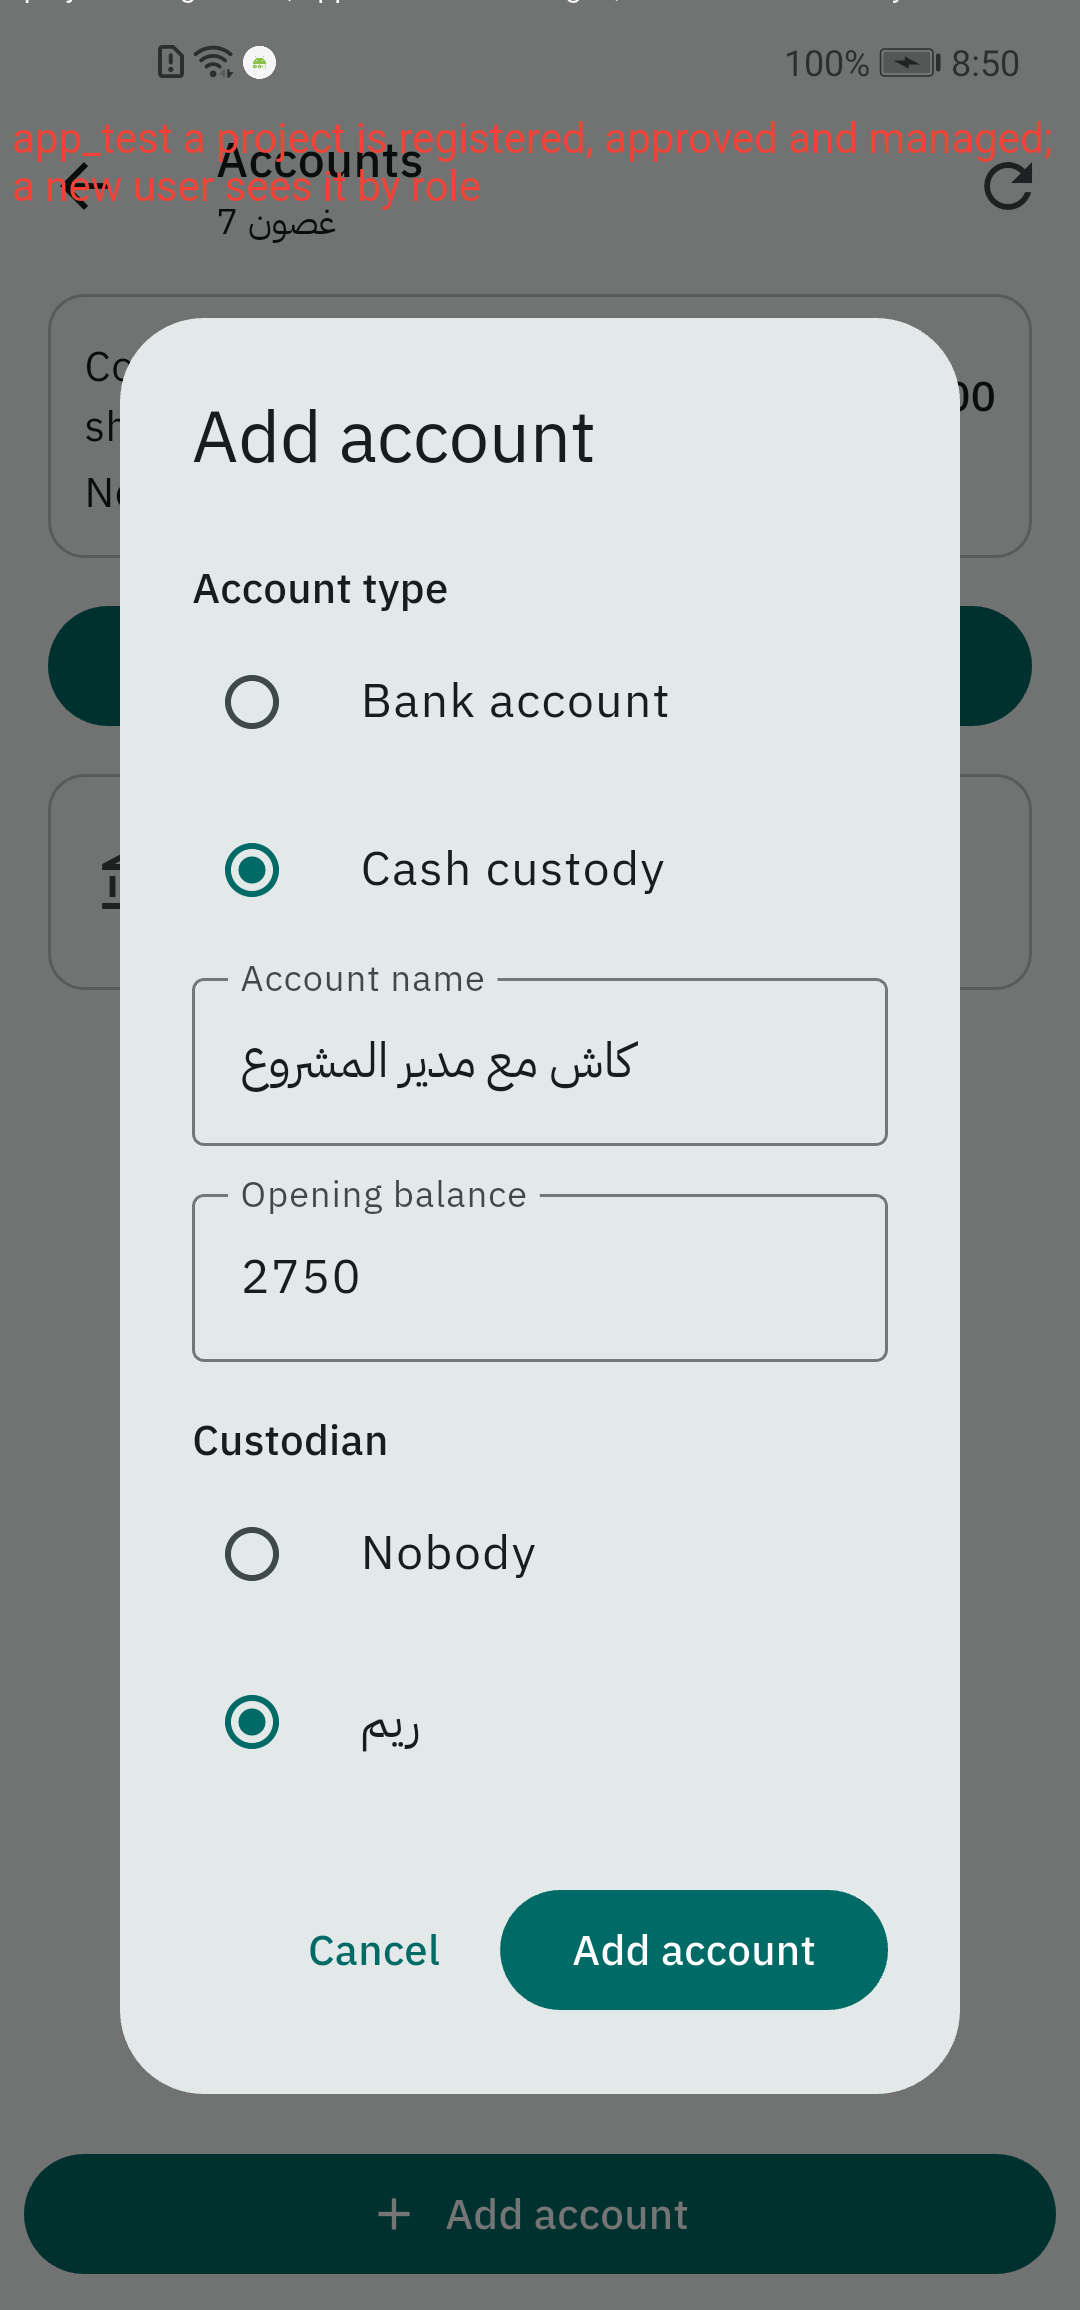 100% 8:50
app_test a project is registered, approved and managed;
a new user sees it by role
Accounts
غصون 7
00
Add account
Account type
Bank account
Cash custody
Account name
كاش مع مدير المشروع
Opening balance
2750
Custodian
Nobody
ريم
Cancel
Add account
+ Add account